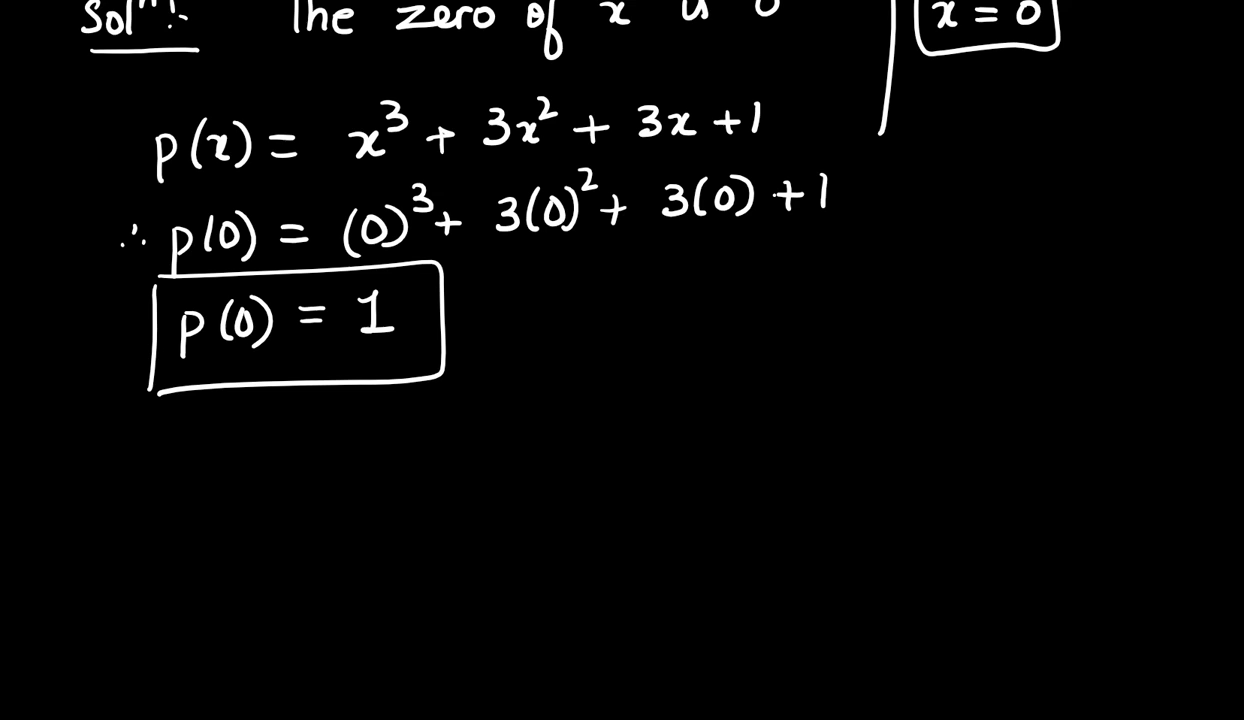 Solⁿ:- The zero of x is 0
x = 0
p(x) = x³ + 3x² + 3x + 1
∴ p(0) = (0)³ + 3(0)² + 3(0) + 1
p(0) = 1